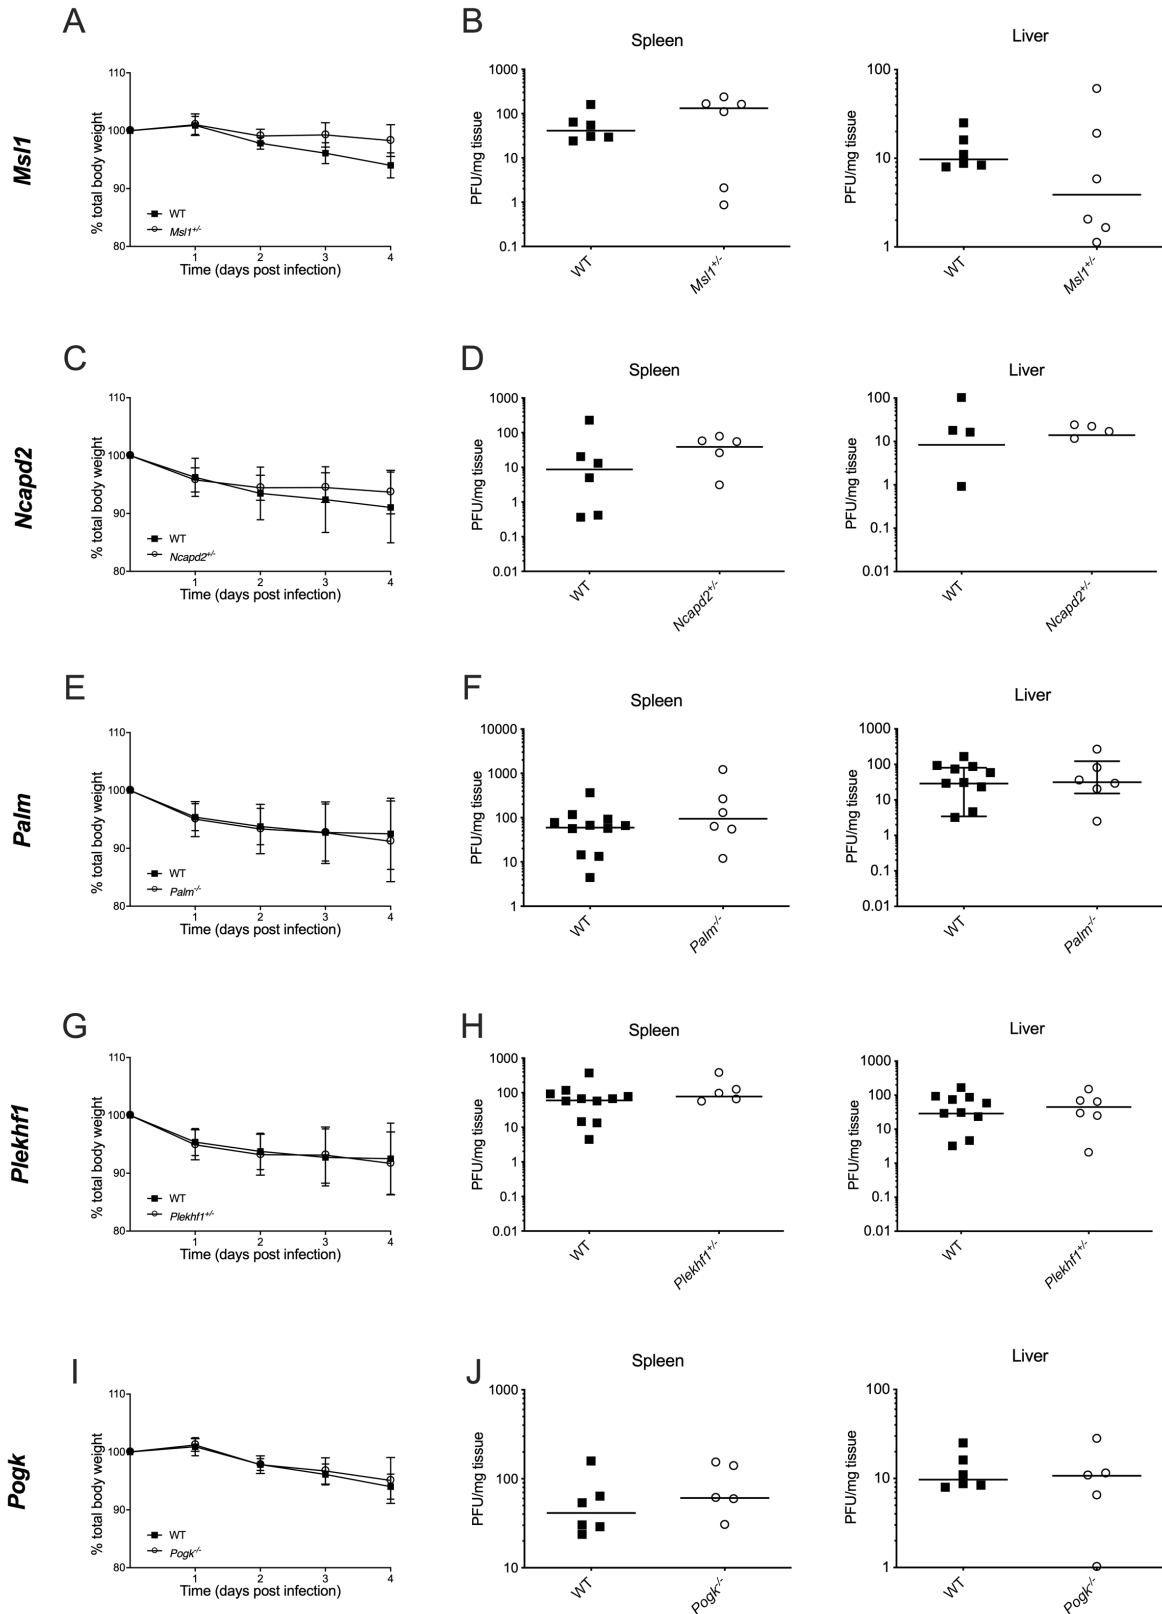 A
B
Spleen
Liver
Msl1
% total body weight
110
100
90
80
WT
Msl1+/-
1
2
3
4
Time (days post infection)
PFU/mg tissue
1000
100
10
1
0.1
WT
Msl1+/-
PFU/mg tissue
100
10
1
WT
Msl1+/-
C
D
Spleen
Liver
Ncapd2
% total body weight
110
100
90
80
WT
Ncapd2+/-
1
2
3
4
Time (days post infection)
PFU/mg tissue
1000
100
10
1
0.1
0.01
WT
Ncapd2+/-
PFU/mg tissue
100
10
1
0.1
0.01
WT
Ncapd2+/-
E
F
Spleen
Liver
Palm
% total body weight
110
100
90
80
WT
Palm-/-
1
2
3
4
Time (days post infection)
PFU/mg tissue
10000
1000
100
10
1
WT
Palm-/-
PFU/mg tissue
1000
100
10
1
0.1
0.01
WT
Palm-/-
G
H
Spleen
Liver
Plekhf1
% total body weight
110
100
90
80
WT
Plekhf1+/-
1
2
3
4
Time (days post infection)
PFU/mg tissue
1000
100
10
1
0.1
0.01
WT
Plekhf1+/-
PFU/mg tissue
1000
100
10
1
0.1
0.01
WT
Plekhf1+/-
I
J
Spleen
Liver
Pogk
% total body weight
110
100
90
80
WT
Pogk-/-
1
2
3
4
Time (days post infection)
PFU/mg tissue
1000
100
10
WT
Pogk-/-
PFU/mg tissue
100
10
1
WT
Pogk-/-